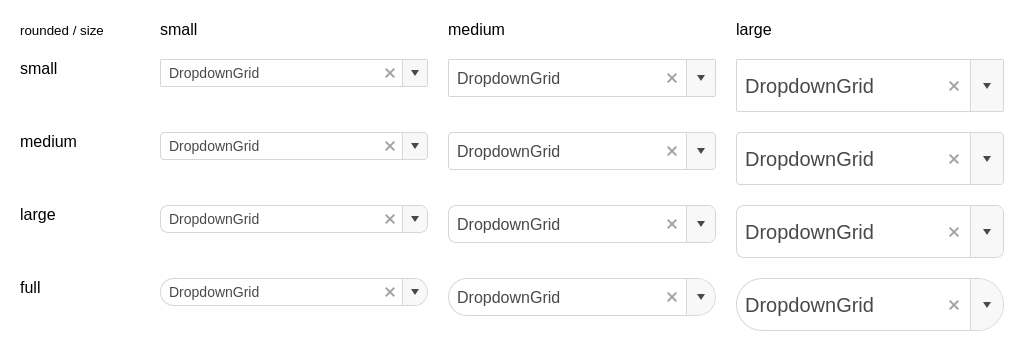 rounded / size small medium large
small DropdownGrid DropdownGrid DropdownGrid
medium DropdownGrid DropdownGrid DropdownGrid
large DropdownGrid DropdownGrid DropdownGrid
full DropdownGrid DropdownGrid DropdownGrid